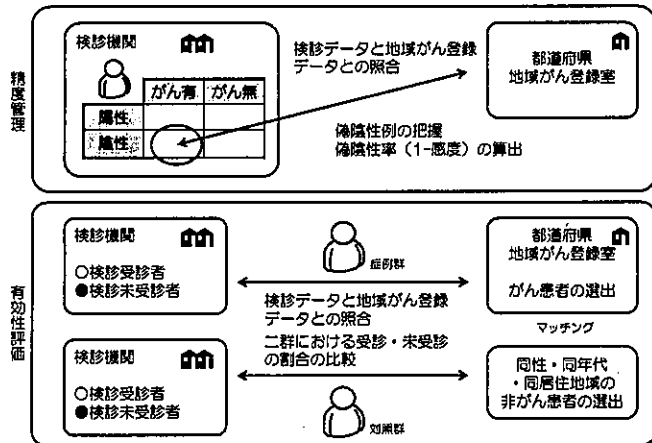 精度管理
検診機関
がん有 がん無
陽性
陰性
検診データと地域がん登録
データとの照合
都道府県
地域がん登録室
偽陰性例の把握
偽陰性率（1-感度）の算出
有効性評価
検診機関
○検診受診者
●検診未受診者
症例群
都道府県
地域がん登録室
がん患者の選出
検診データと地域がん登録
データとの照合
二群における受診・未受診
の割合の比較
マッチング
検診機関
○検診受診者
●検診未受診者
対照群
同性・同年代
・同居住地域の
非がん患者の選出